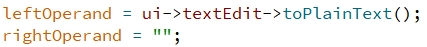 leftOperand = ui->textEdit->toPlainText();
rightOperand = "";